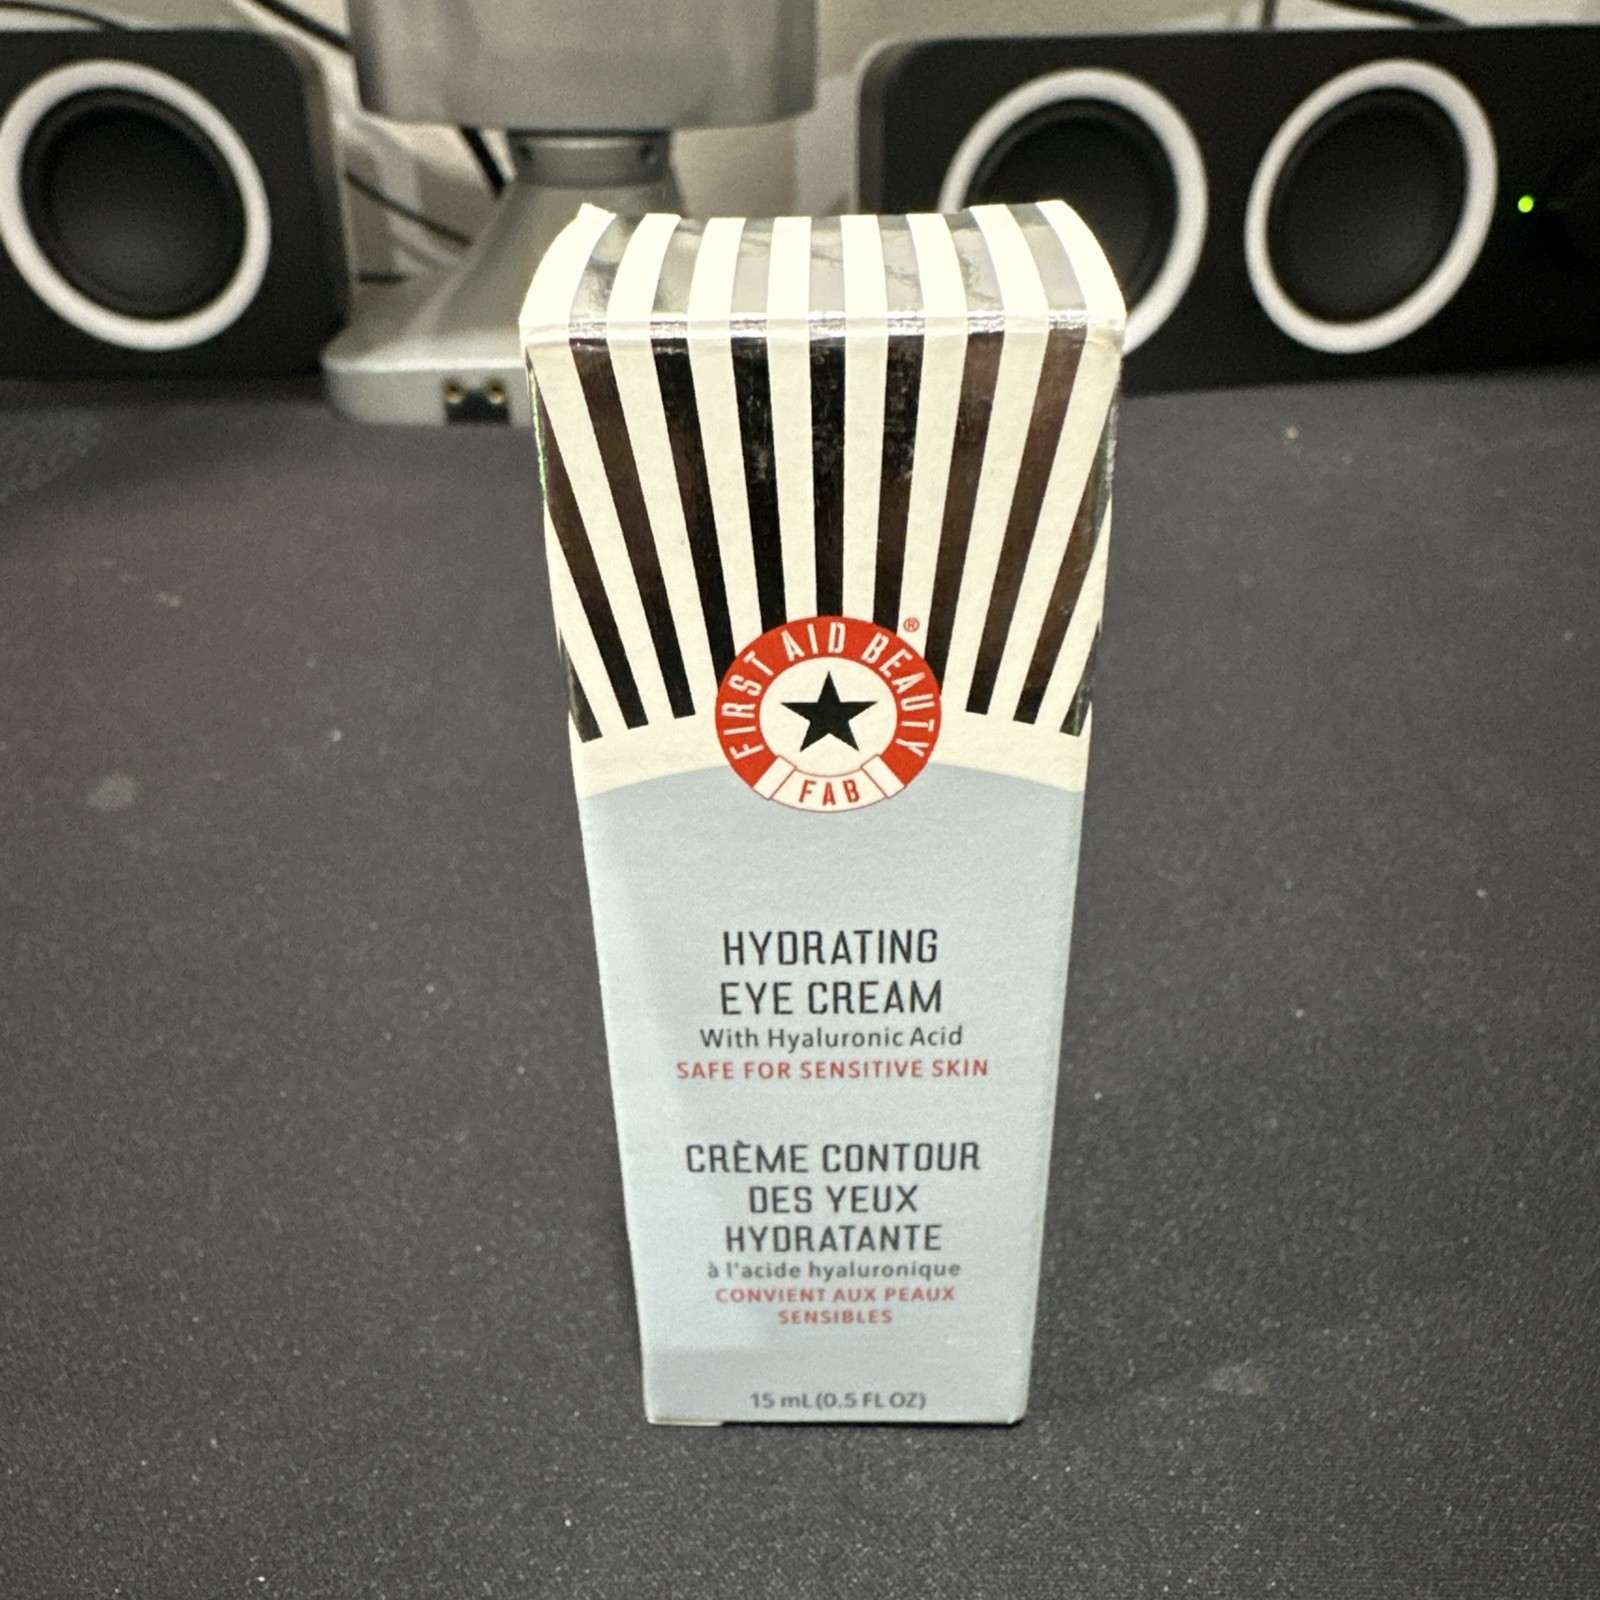 FIRST AID BEAUTY®
FAB
HYDRATING
EYE CREAM
With Hyaluronic Acid
SAFE FOR SENSITIVE SKIN
CRÈME CONTOUR
DES YEUX
HYDRATANTE
à l'acide hyaluronique
CONVIENT AUX PEAUX
SENSIBLES
15 mL (0.5 FL OZ)